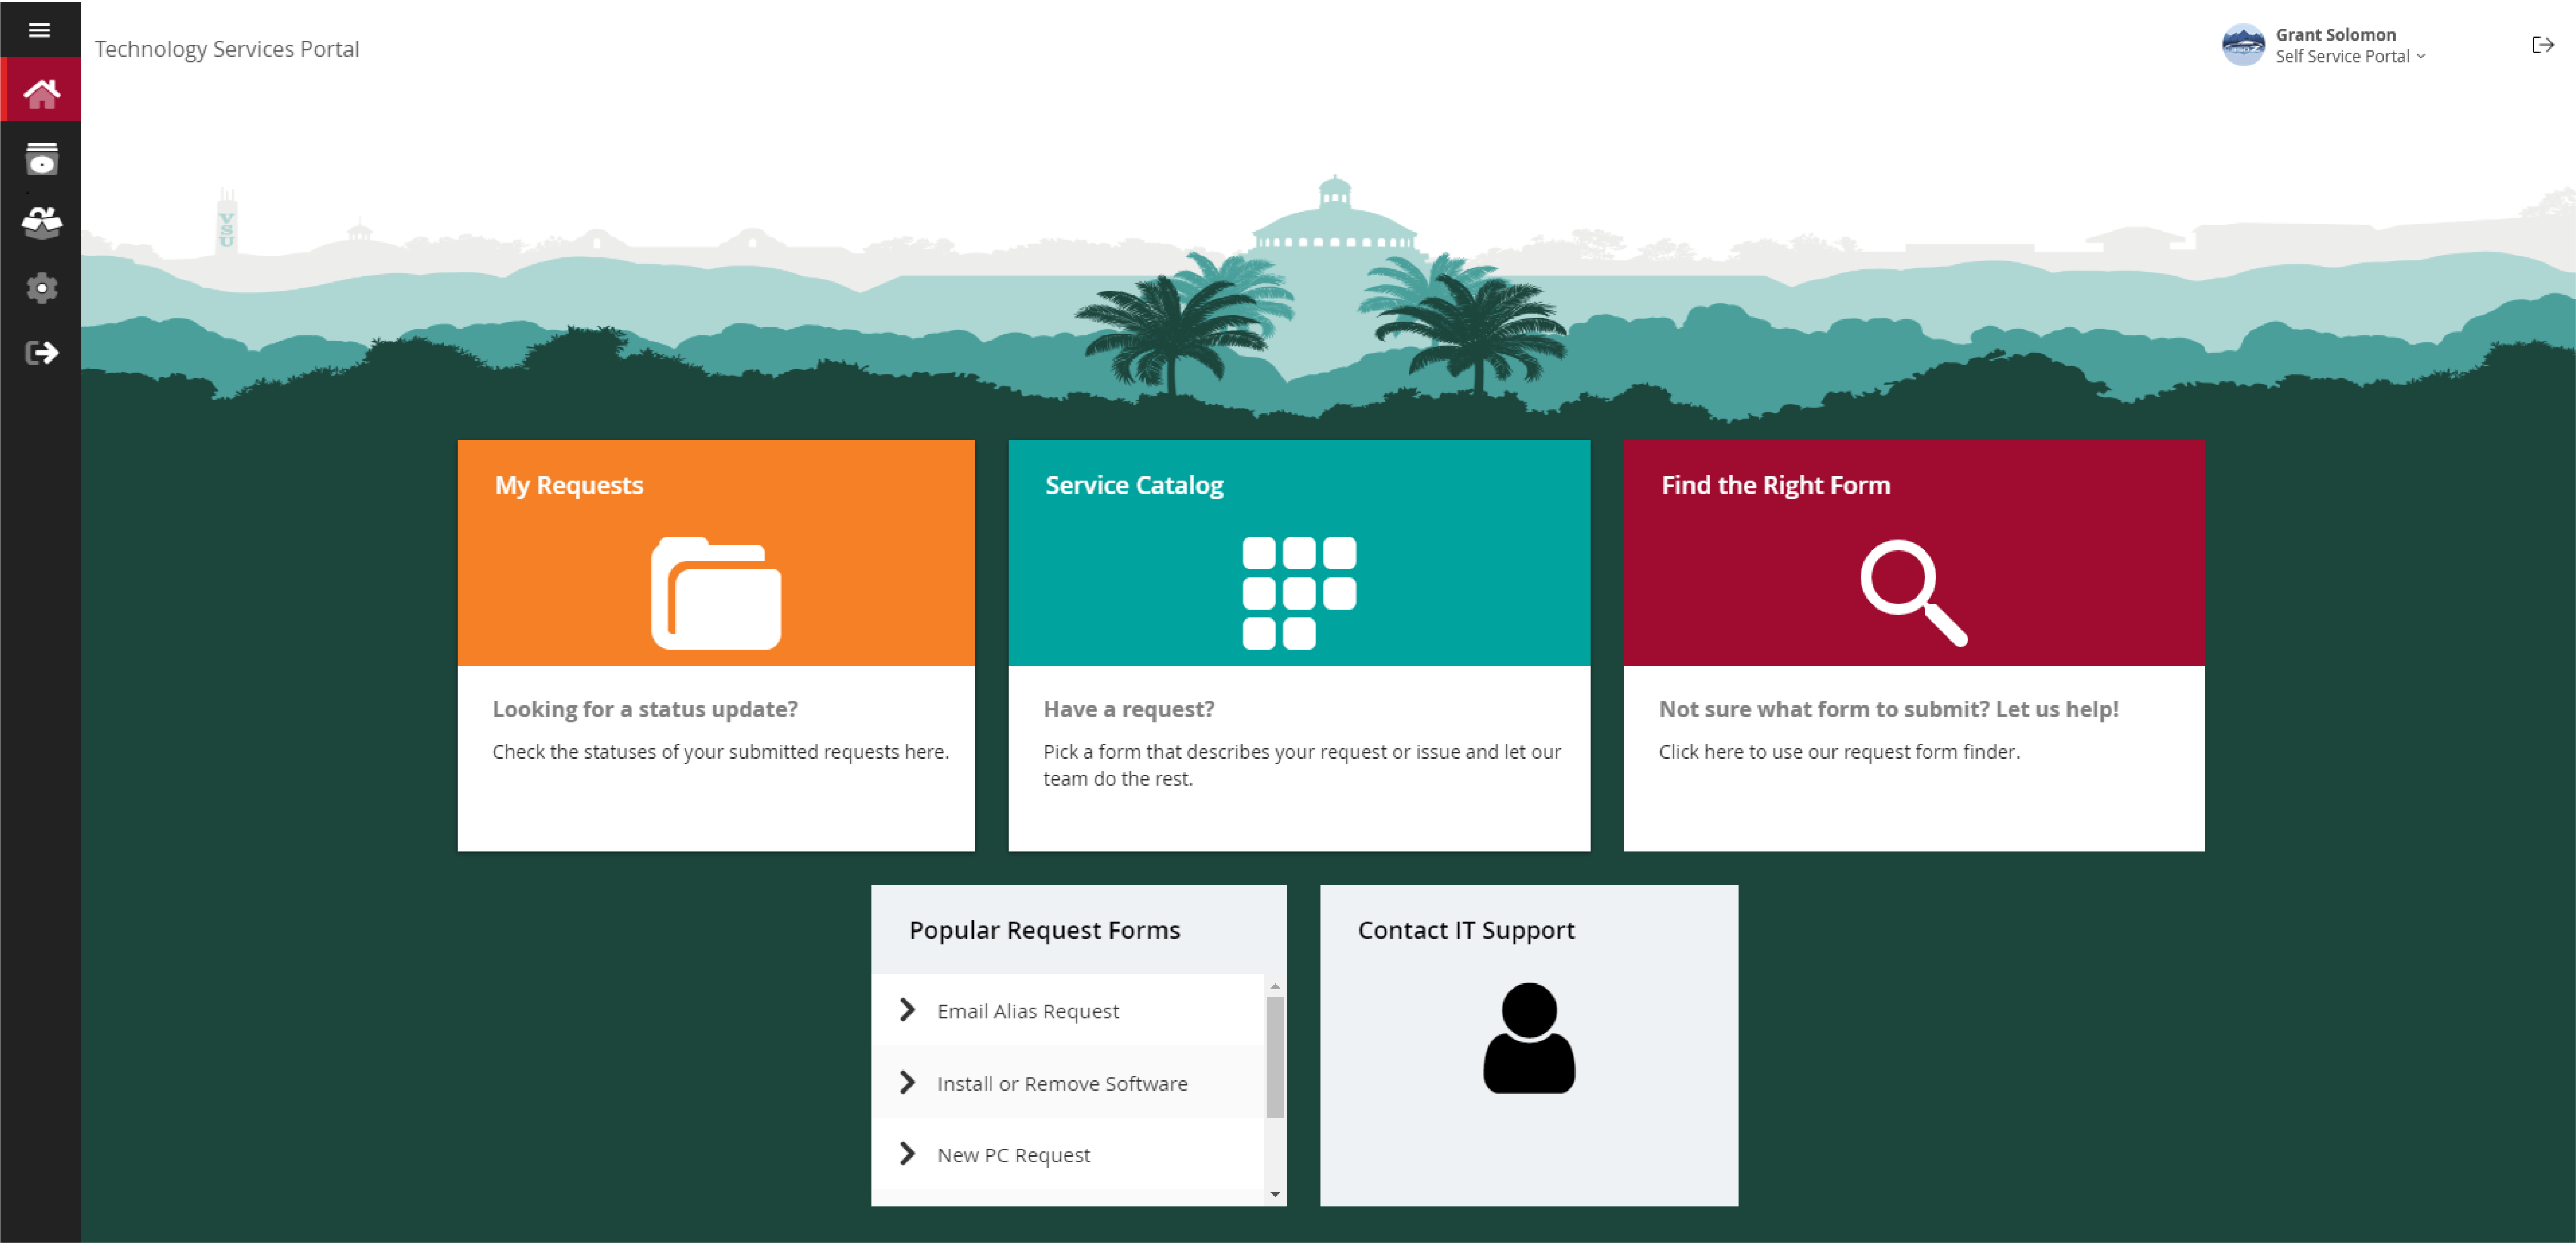 Technology Services Portal
Grant Solomon
Self Service Portal
VSU
My Requests
Service Catalog
Find the Right Form
Looking for a status update?
Check the statuses of your submitted requests here.
Have a request?
Pick a form that describes your request or issue and let our
team do the rest.
Not sure what form to submit? Let us help!
Click here to use our request form finder.
Popular Request Forms
Email Alias Request
Install or Remove Software
New PC Request
Contact IT Support